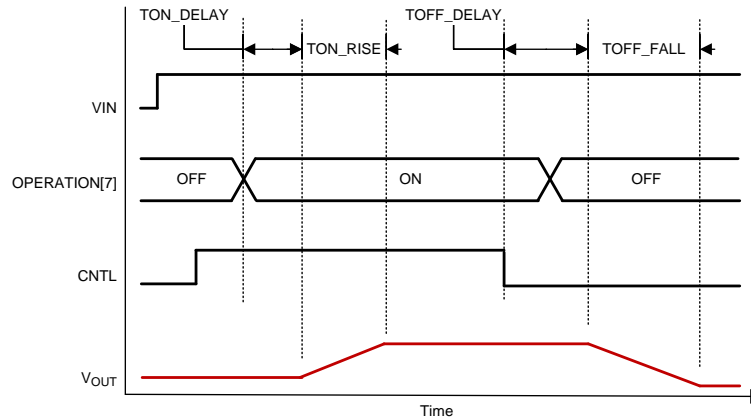 TON_DELAY
TOFF_DELAY
TON_RISE
TOFF_FALL
VIN
OPERATION[7]
OFF
ON
OFF
CNTL
VOUT
Time